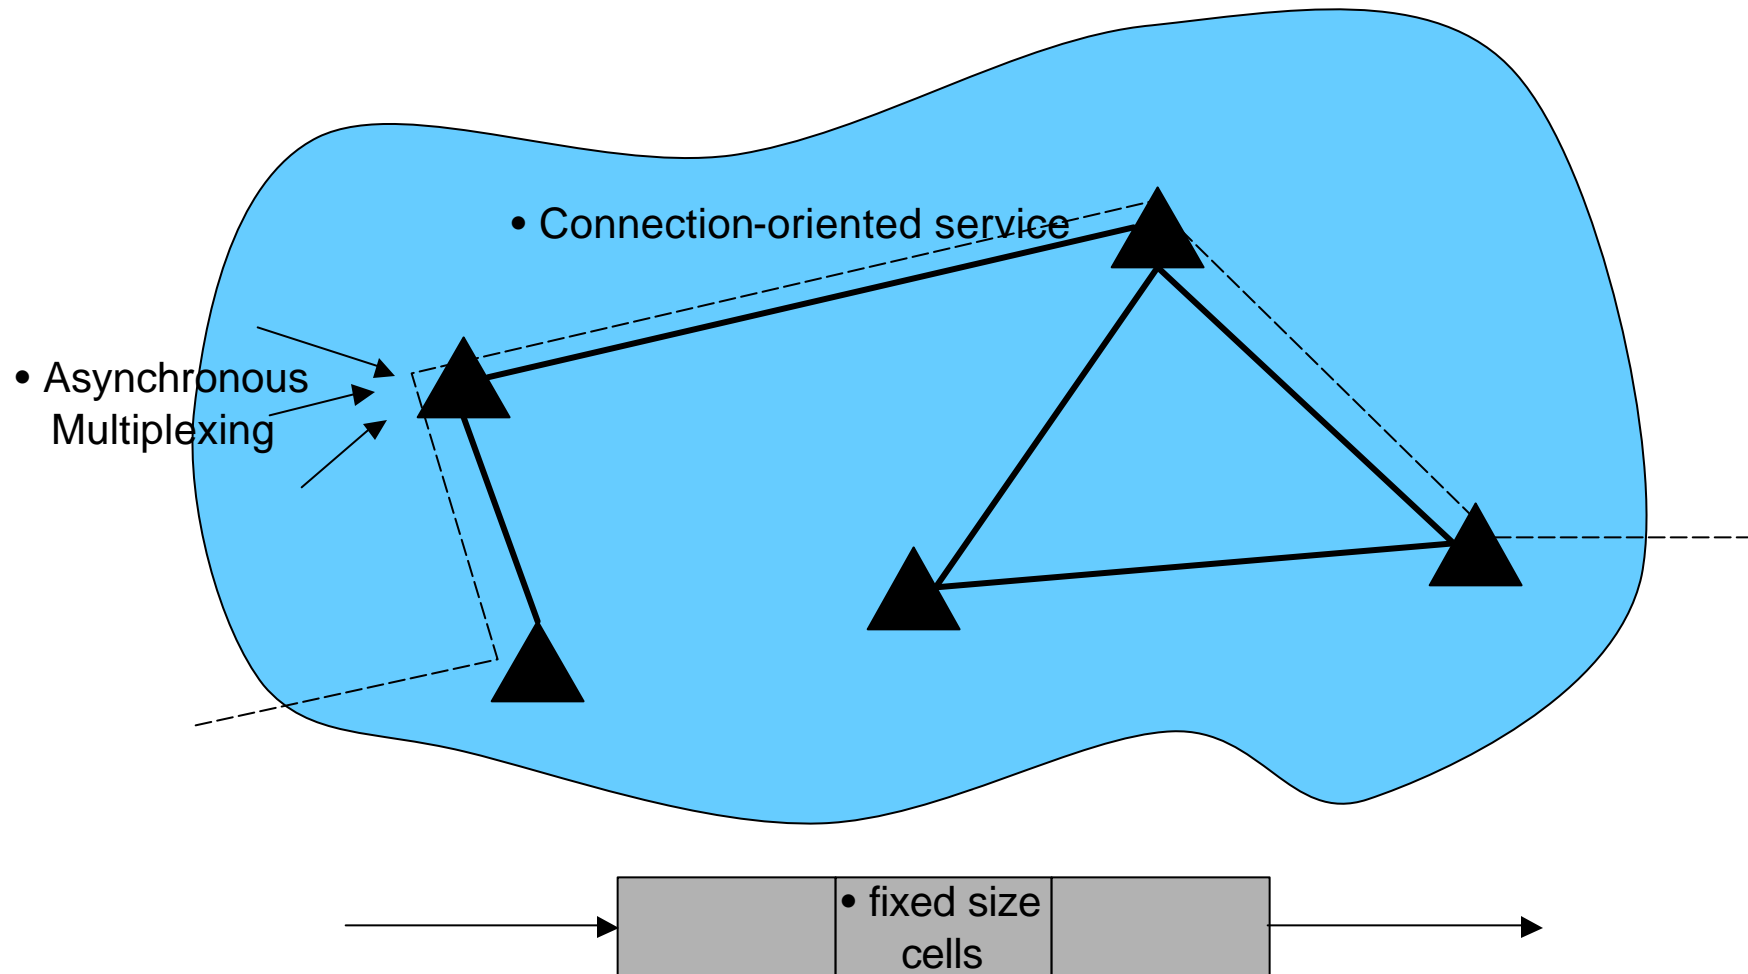 • Connection-oriented service
• Asynchronous
Multiplexing
• fixed size
cells